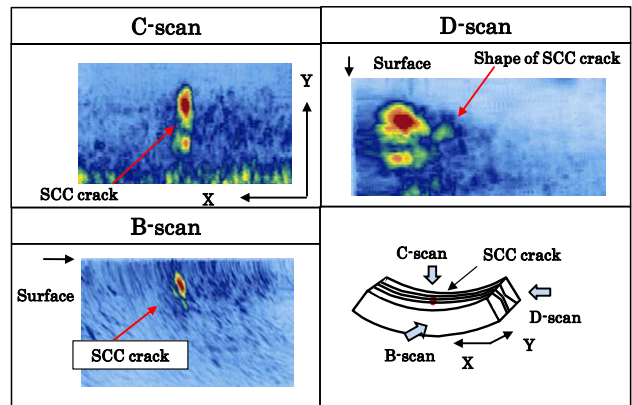 C-scan
Y
SCC crack
X
D-scan
Surface
Shape of SCC crack
B-scan
Surface
SCC crack
C-scan
SCC crack
D-scan
B-scan
X
Y